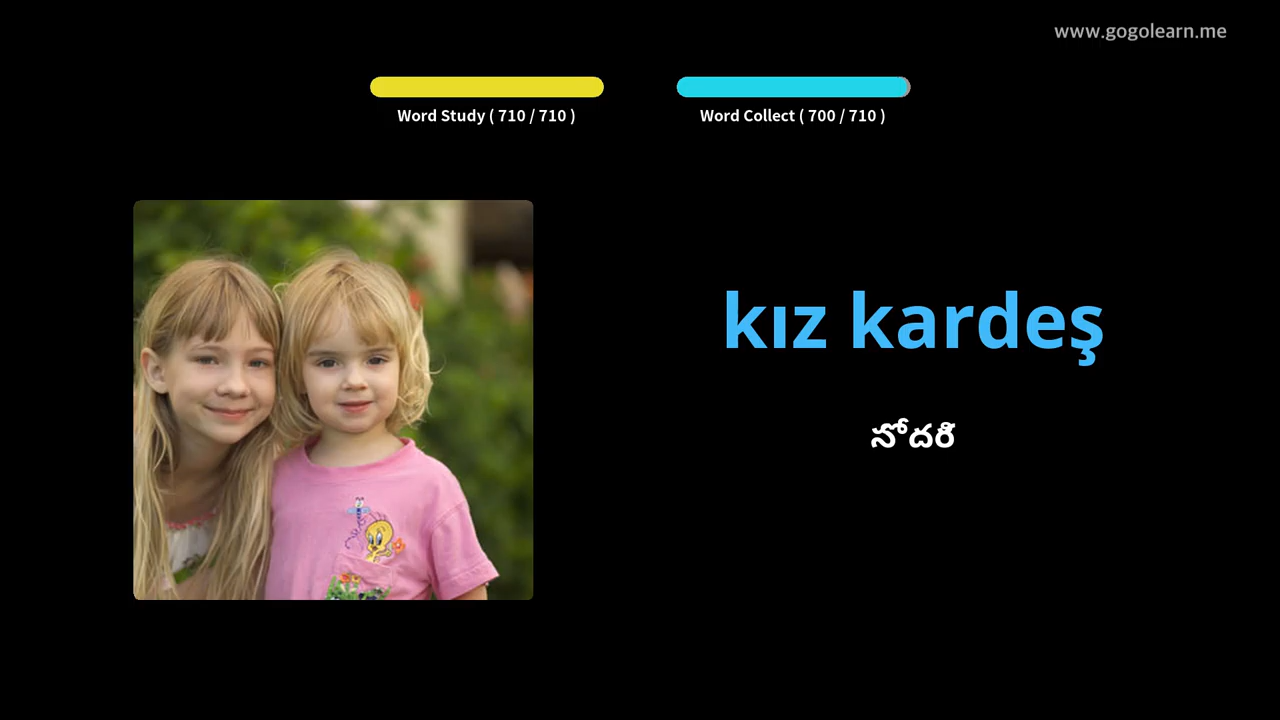 www.gogolearn.me
Word Study ( 710 / 710 )
Word Collect ( 700 / 710 )
kız kardeş
సోదరి